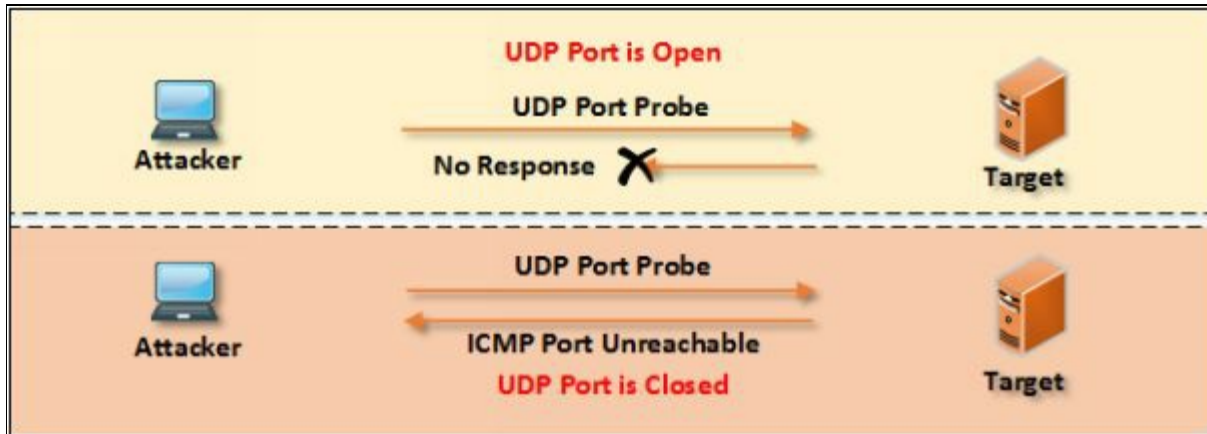 UDP Port is Open
UDP Port Probe
Attacker
No Response
Target
UDP Port Probe
Attacker
ICMP Port Unreachable
UDP Port is Closed
Target